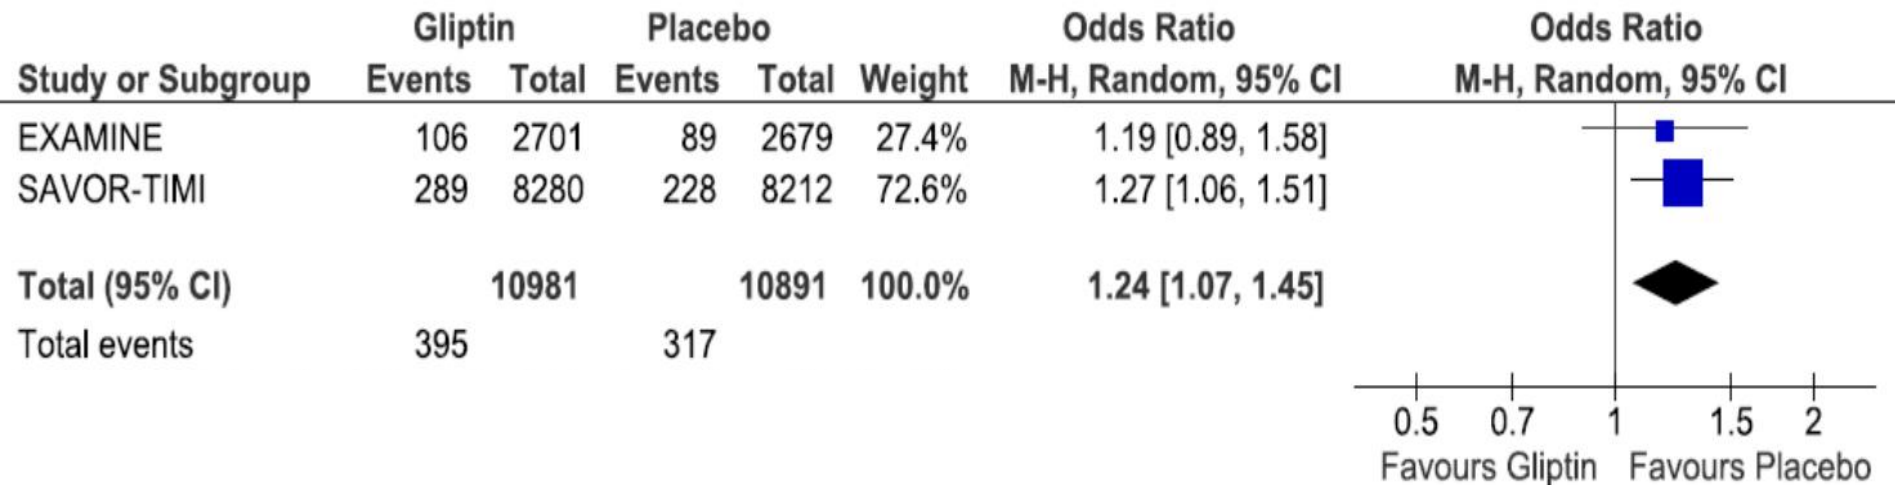 Gliptin Placebo Odds Ratio Odds Ratio
Study or Subgroup Events Total Events Total Weight M-H, Random, 95% CI M-H, Random, 95% CI
EXAMINE 106 2701 89 2679 27.4% 1.19 [0.89, 1.58]
SAVOR-TIMI 289 8280 228 8212 72.6% 1.27 [1.06, 1.51]
Total (95% CI) 10981 10891 100.0% 1.24 [1.07, 1.45]
Total events 395 317
0.5 0.7 1 1.5 2
Favours Gliptin Favours Placebo